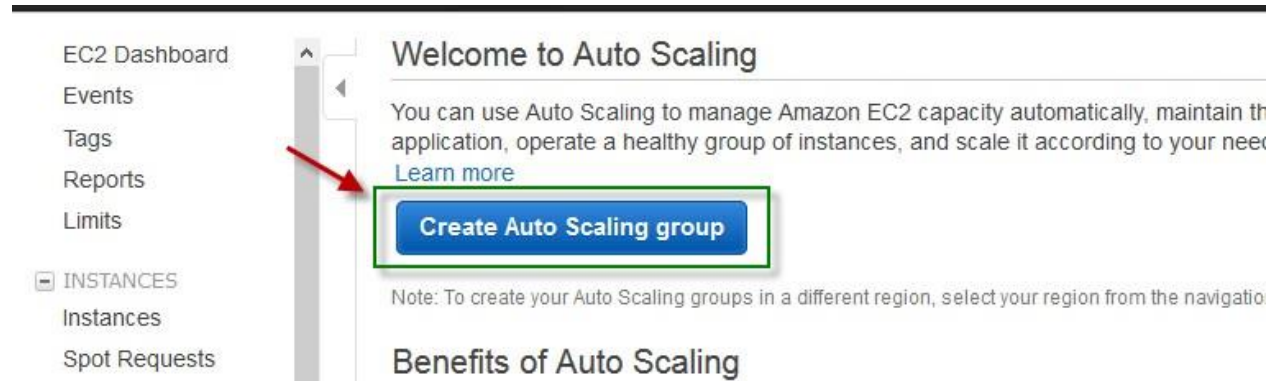 EC2 Dashboard
Events
Tags
Reports
Limits
INSTANCES
Instances
Spot Requests
Welcome to Auto Scaling
You can use Auto Scaling to manage Amazon EC2 capacity automatically, maintain th
application, operate a healthy group of instances, and scale it according to your need
Learn more
Create Auto Scaling group
Note: To create your Auto Scaling groups in a different region, select your region from the navigatio
Benefits of Auto Scaling